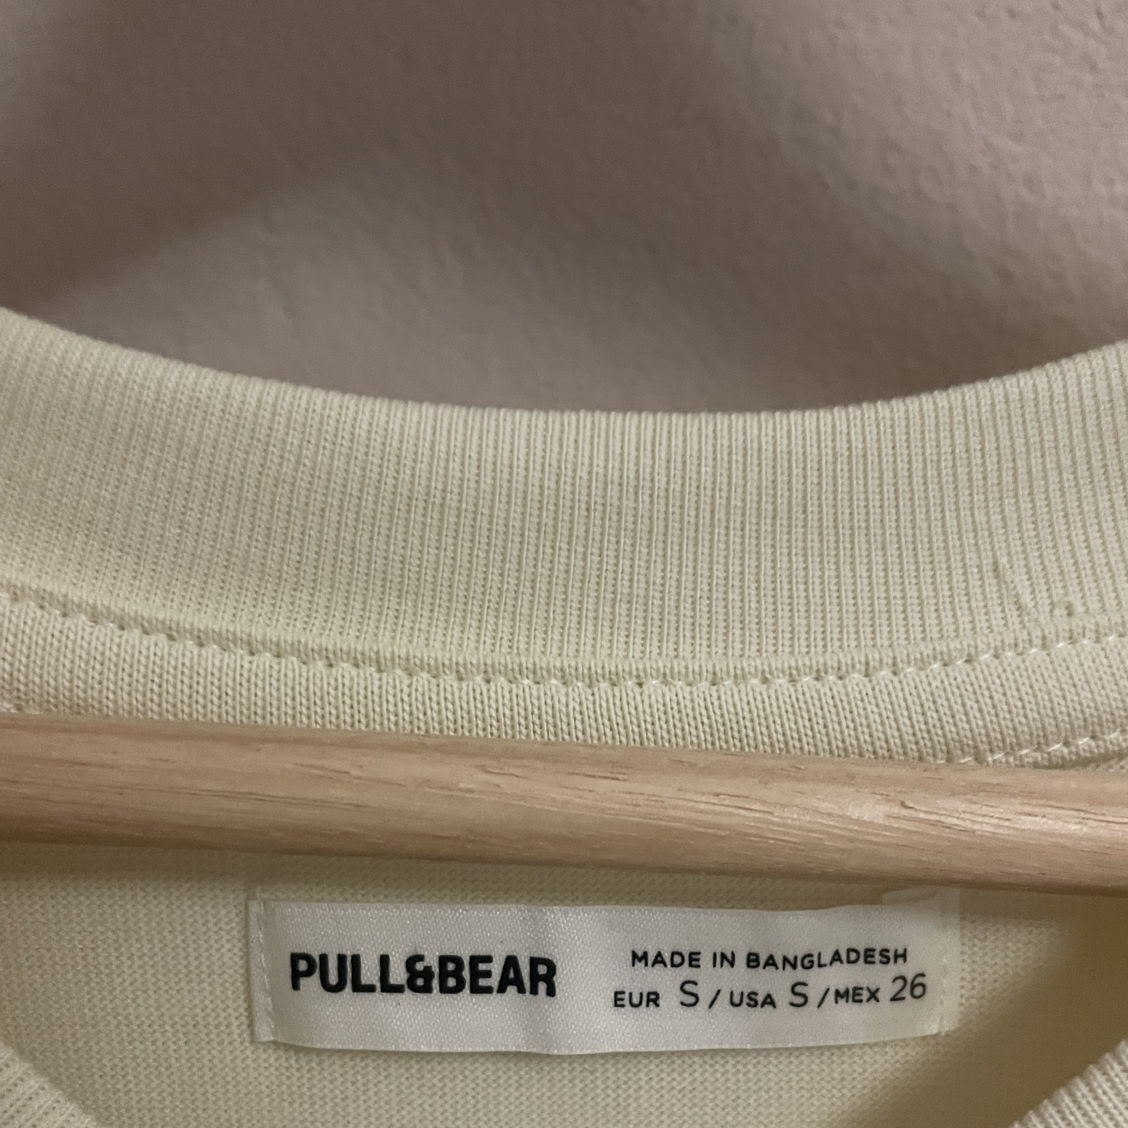 PULL&BEAR
MADE IN BANGLADESH
EUR S / USA S / MEX 26